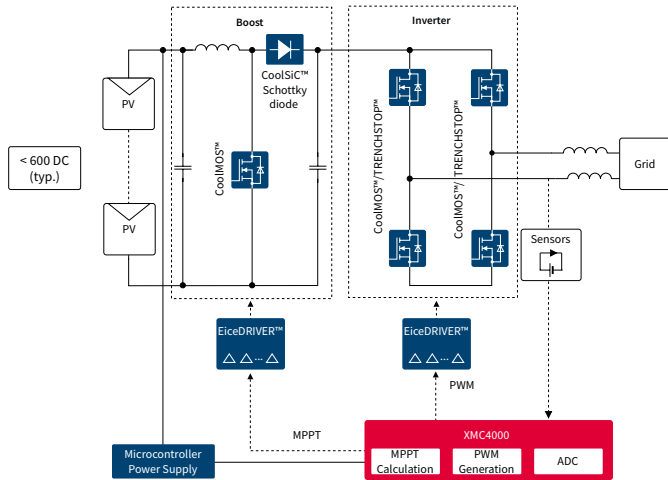 Boost
Inverter
CoolSiC™
Schottky
diode
PV
< 600 DC
(typ.)
PV
CoolMOS™
CoolMOS™/TRENCHSTOP™
CoolMOS™/ TRENCHSTOP™
Grid
Sensors
EiceDRIVER™
...
EiceDRIVER™
...
PWM
MPPT
XMC4000
MPPT
Calculation
PWM
Generation
ADC
Microcontroller
Power Supply